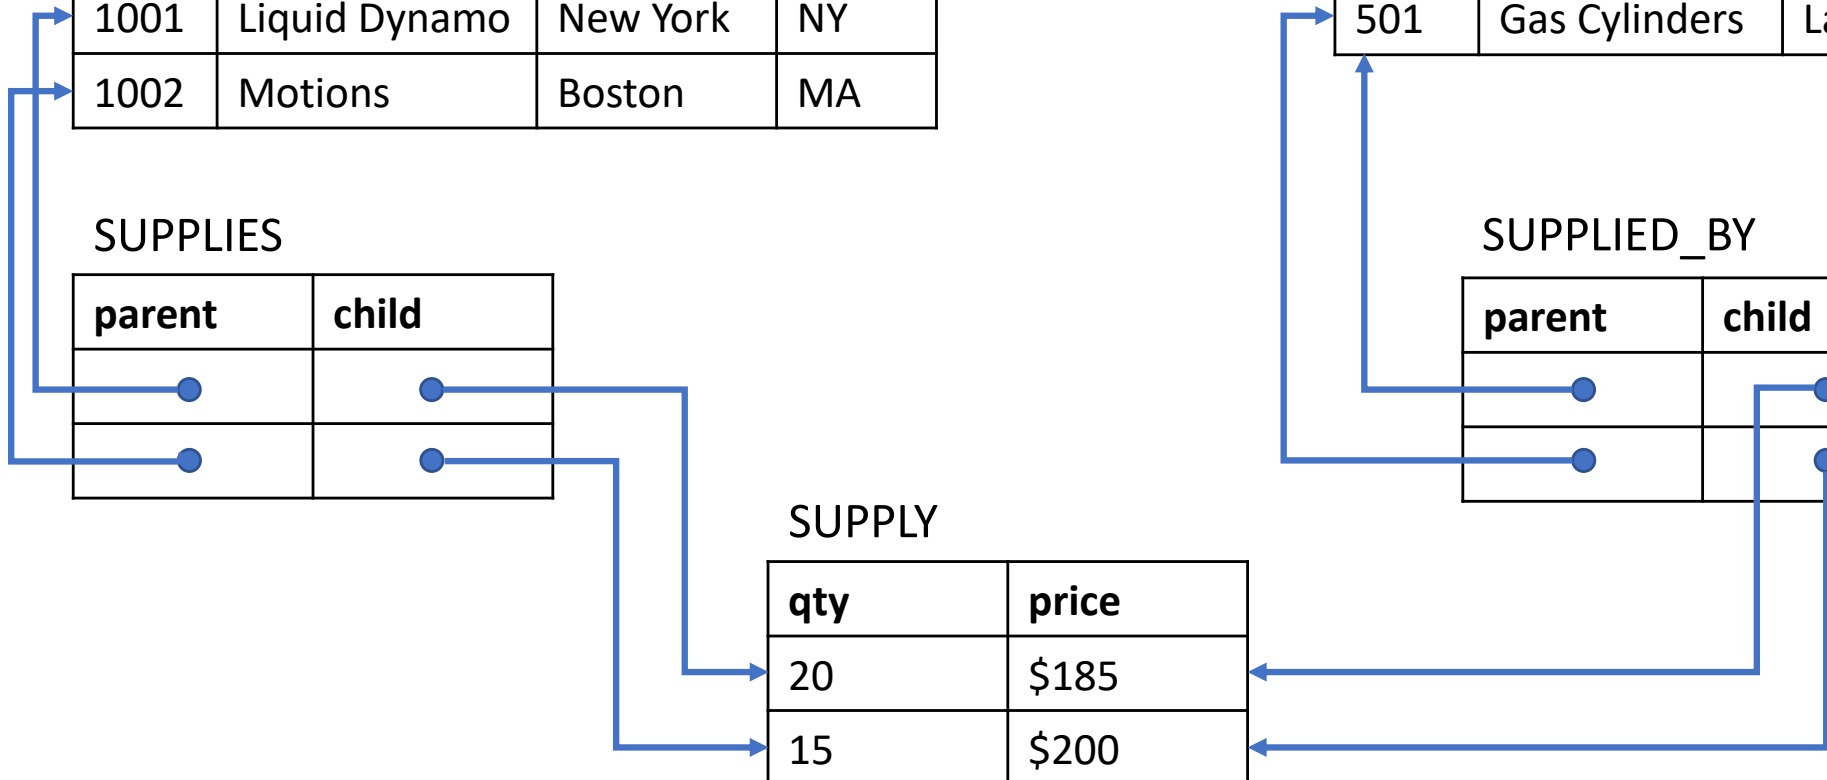 1001 Liquid Dynamo New York NY
501 Gas Cylinders
1002 Motions Boston MA
SUPPLIES
SUPPLIED_BY
parent child
parent child
SUPPLY
qty price
20 $185
15 $200